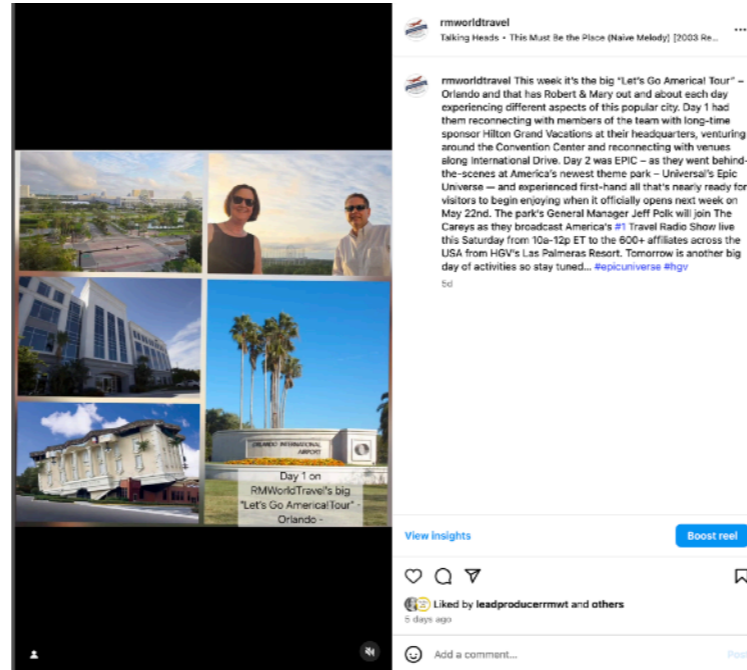 ORLANDO INTERNATIONAL
AIRPORT
Day 1 on
RMWorldTravel's big
"Let's Go America!Tour" -
Orlando -
rmworldtravel
Talking Heads • This Must Be the Place (Naive Melody) [2003 Re...
rmworldtravel This week it's the big "Let's Go America! Tour" –
Orlando and that has Robert & Mary out and about each day
experiencing different aspects of this popular city. Day 1 had
them reconnecting with members of the team with long-time
sponsor Hilton Grand Vacations at their headquarters, venturing
around the Convention Center and reconnecting with venues
along International Drive. Day 2 was EPIC – as they went behind-
the-scenes at America's newest theme park – Universal's Epic
Universe — and experienced first-hand all that's nearly ready for
visitors to begin enjoying when it officially opens next week on
May 22nd. The park's General Manager Jeff Polk will join The
Careys as they broadcast America's #1 Travel Radio Show live
this Saturday from 10a-12p ET to the 600+ affiliates across the
USA from HGV's Las Palmeras Resort. Tomorrow is another big
day of activities so stay tuned... #epicuniverse #hgv
5d
View insights
Boost reel
Liked by leadproducerrmwt and others
5 days ago
Add a comment...
Post